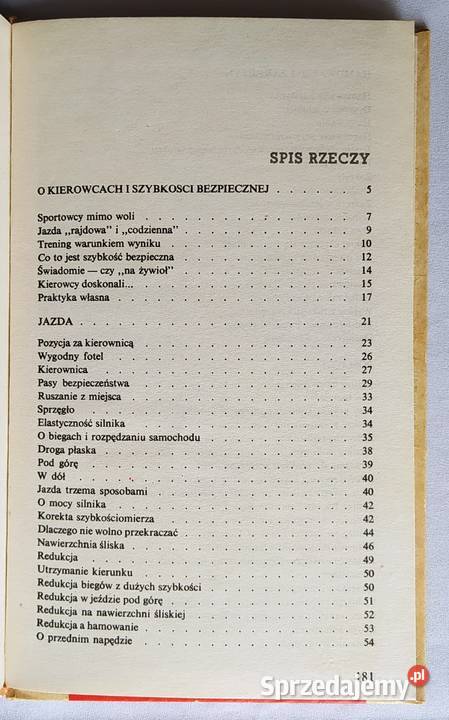 SPIS RZECZY
O KIEROWCACH I SZYBKOSCI BEZPIECZNEJ . . . . . . . 5
Sportowcy mimo woli . . . . . . . . . . . . . 7
Jazda ,,rajdowa” i ,,codzienna” . . . . . . . . . . 9
Trening warunkiem wyniku . . . . . . . . . . . 10
Co to jest szybkość bezpieczna . . . . . . . . . . 12
Świadomie — czy ,,na żywioł” . . . . . . . . . . 14
Kierowcy doskonali... . . . . . . . . . . . . . 15
Praktyka własna . . . . . . . . . . . . . . 17
JAZDA . . . . . . . . . . . . . . . . . 21
Pozycja za kierownicą . . . . . . . . . . . . 23
Wygodny fotel . . . . . . . . . . . . . . 26
Kierownica . . . . . . . . . . . . . . . 27
Pasy bezpieczeństwa . . . . . . . . . . . . . 29
Ruszanie z miejsca . . . . . . . . . . . . . 33
Sprzęgło . . . . . . . . . . . . . . . . 34
Elastyczność silnika . . . . . . . . . . . . . 34
O biegach i rozpędzaniu samochodu . . . . . . . . . 35
Droga płaska . . . . . . . . . . . . . . . 38
Pod górę . . . . . . . . . . . . . . . . 39
W dół . . . . . . . . . . . . . . . . . 40
Jazda trzema sposobami . . . . . . . . . . . . 40
O mocy silnika . . . . . . . . . . . . . . 42
Korekta szybkościomierza . . . . . . . . . . . 42
Dlaczego nie wolno przekraczać . . . . . . . . . . 44
Nawierzchnia śliska . . . . . . . . . . . . . 46
Redukcja . . . . . . . . . . . . . . . . 49
Utrzymanie kierunku . . . . . . . . . . . . . 50
Redukcja biegów z dużych szybkości . . . . . . . . . 50
Redukcja w jeździe pod górę . . . . . . . . . . . 51
Redukcja na nawierzchni śliskiej . . . . . . . . . . 52
Redukcja a hamowanie . . . . . . . . . . . . 53
O przednim napędzie . . . . . . . . . . . . . 54
281
Sprzedajemy.pl